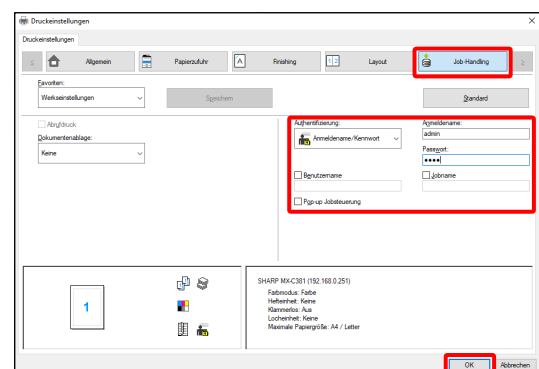 Druckeinstellungen
Druckeinstellungen
Allgemein Papierzufuhr A Finishing 1 2 Layout Job-Handling
Favoriten:
Werkseinstellungen Speichern Standard
Abrufdruck
Dokumentenablage:
Keine
Authentifizierung: Anmeldename:
Anmeldename/Kennwort admin
Passwort:
Benutzername Jobname
Pop-up Jobsteuerung
1
SHARP MX-C381 (192.168.0.251)
Farbmodus: Farbe
Hefteinheit: Keine
Klammerlos: Aus
Locheinheit: Keine
Maximale Papiergröße: A4 / Letter
OK Abbrechen